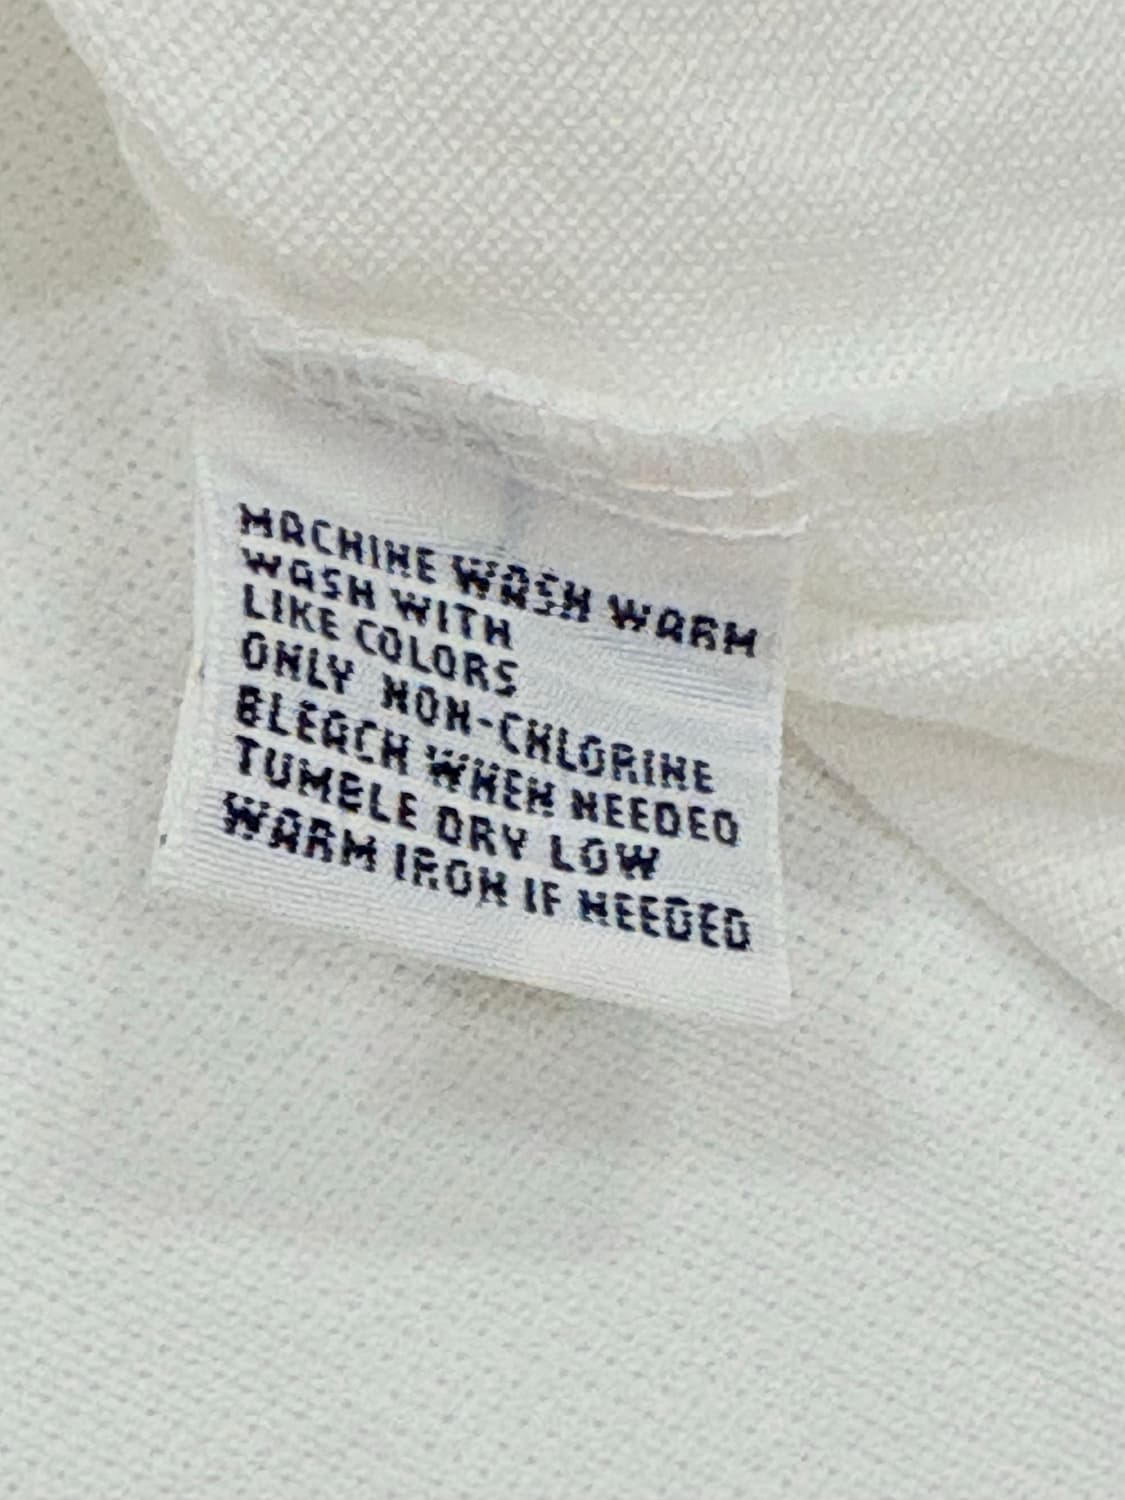 MACHINE WASH WARM
WASH WITH
LIKE COLORS
ONLY NON-CHLORINE
BLEACH WHEN NEEDED
TUMBLE DRY LOW
WARM IRON IF NEEDED